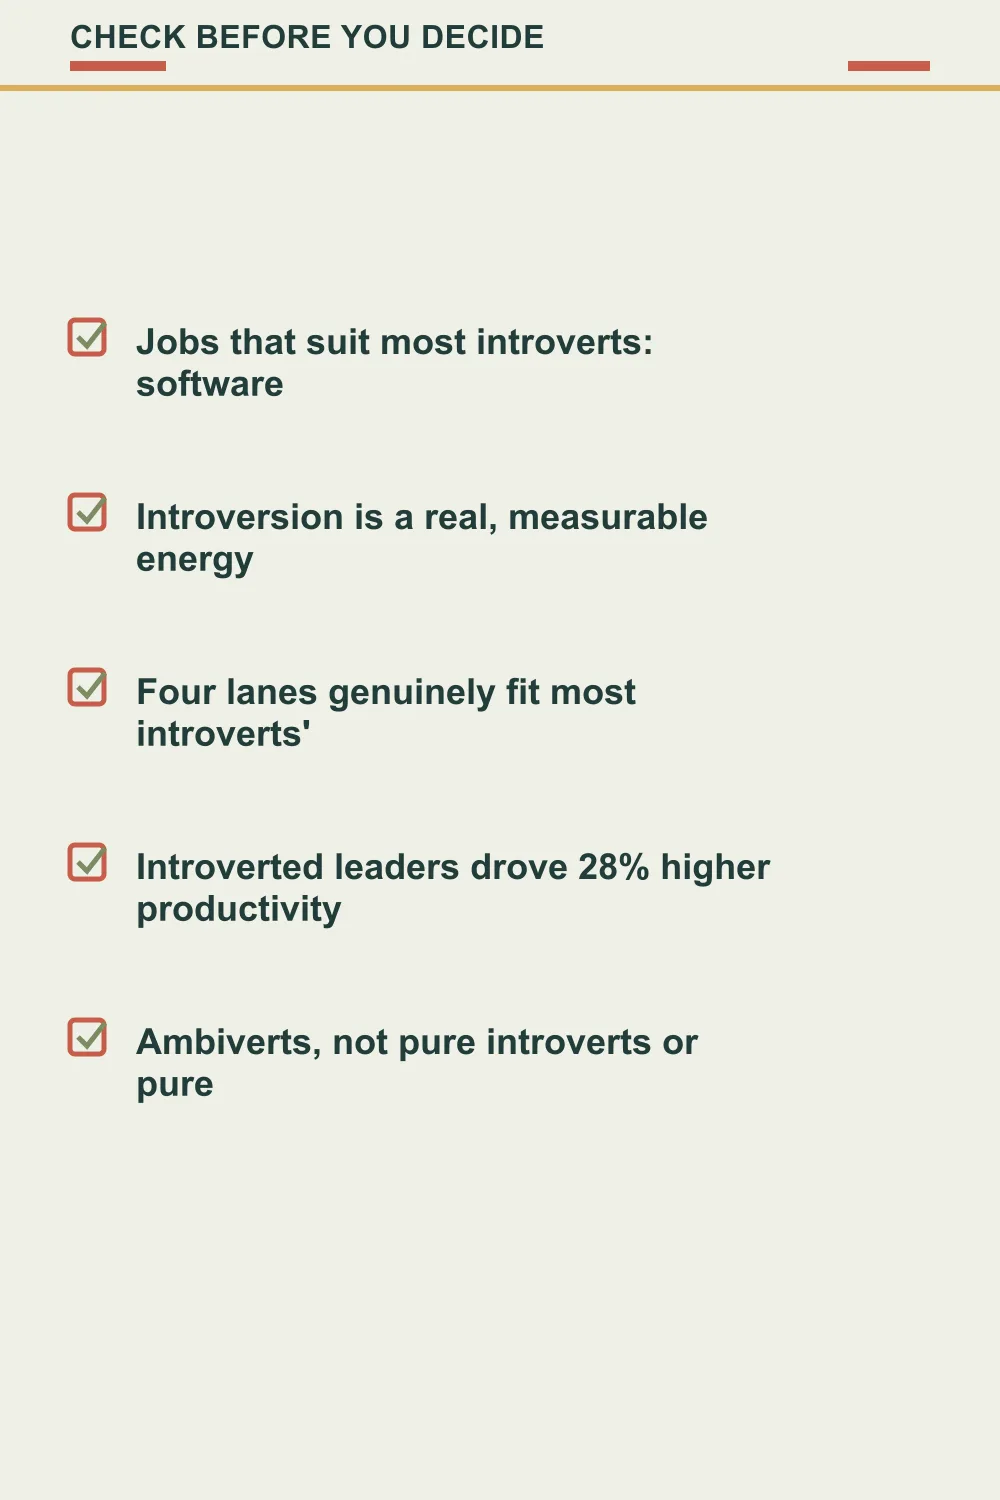 CHECK BEFORE YOU DECIDE
Jobs that suit most introverts:
software
Introversion is a real, measurable
energy
Four lanes genuinely fit most
introverts'
Introverted leaders drove 28% higher
productivity
Ambiverts, not pure introverts or
pure